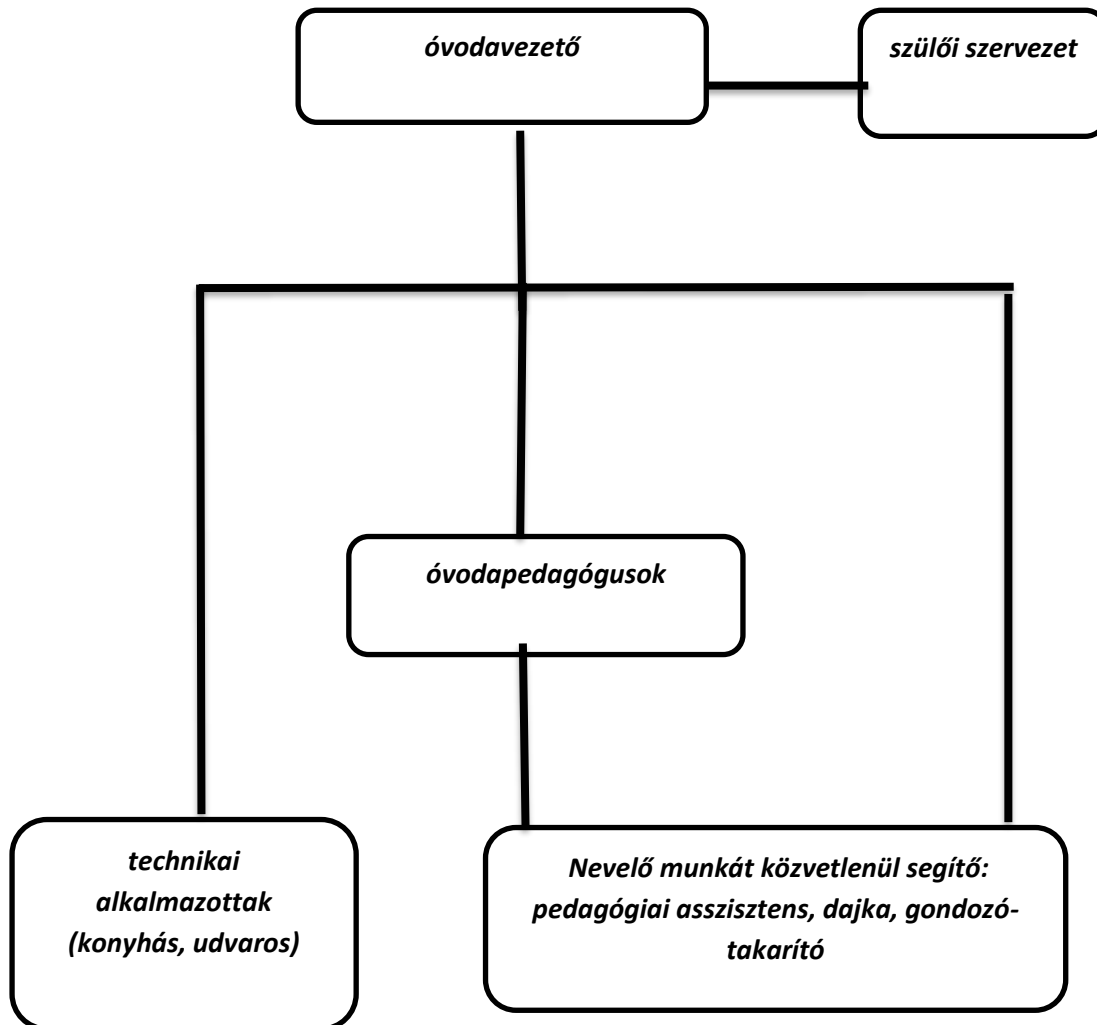 óvodavezető
szülői szervezet
óvodapedagógusok
technikai
alkalmazottak
(konyhás, udvaros)
Nevelő munkát közvetlenül segítő:
pedagógiai asszisztens, dajka, gondozó-
takarító